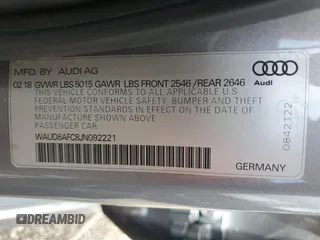 MFD BY: AUDI AG
02.18 GVWR LBS 5015 GAWR LBS FRONT 2546 /REAR 2646
THIS VEHICLE CONFORMS TO ALL APPLICABLE U S
FEDERAL MOTOR VEHICLE SAFETY, BUMPER AND THEFT
PREVENTION STANDARDS IN EFFECT ON THE DATE OF
MANUFACTURE SHOWN ABOVE.
PASSENGER CAR
WAUD8AFC8JN092221
GERMANY
Audi
0842122
WRAMBID